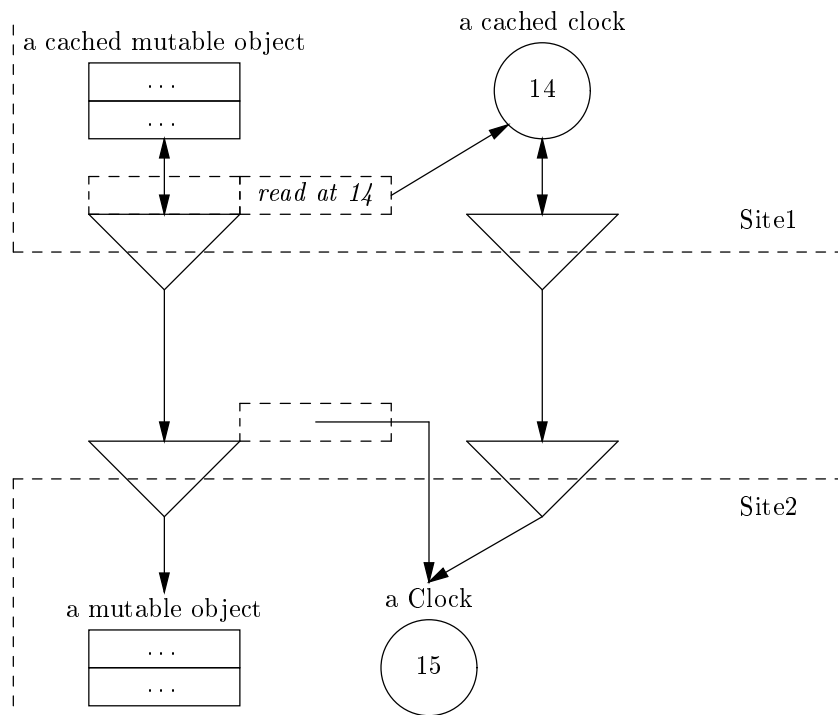 a cached clock
a cached mutable object
. . .
14
. . .
read at 14
Site1
Site2
a Clock
a mutable object
. . .
15
. . .